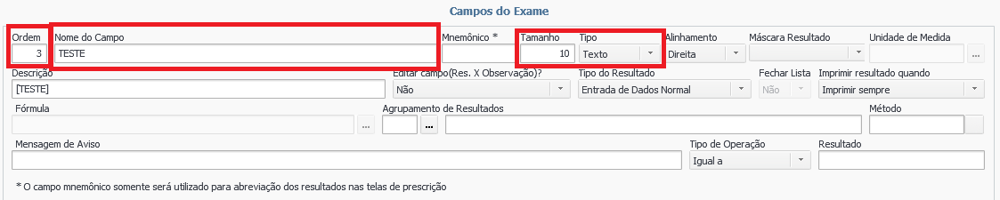 Campos do Exame
Ordem Nome do Campo Mnemônico * Tamanho Tipo Alinhamento Máscara Resultado Unidade de Medida
3 TESTE 10 Texto Direita ...
Descrição Editar campo(Res. X Observação)? Tipo do Resultado Fechar Lista Imprimir resultado quando
[TESTE] Não Entrada de Dados Normal Não Imprimir sempre
Fórmula Agrupamento de Resultados Método
... ...
Mensagem de Aviso Tipo de Operação Resultado
Igual a
* O campo mnemônico somente será utilizado para abreviação dos resultados nas telas de prescrição